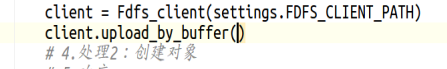 client = Fdfs_client(settings.FDFS_CLIENT_PATH)
client.upload_by_buffer()
# 4.处理2：创建对象